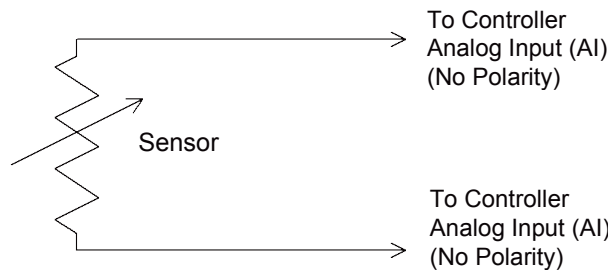 To Controller
Analog Input (AI)
(No Polarity)
Sensor
To Controller
Analog Input (AI)
(No Polarity)